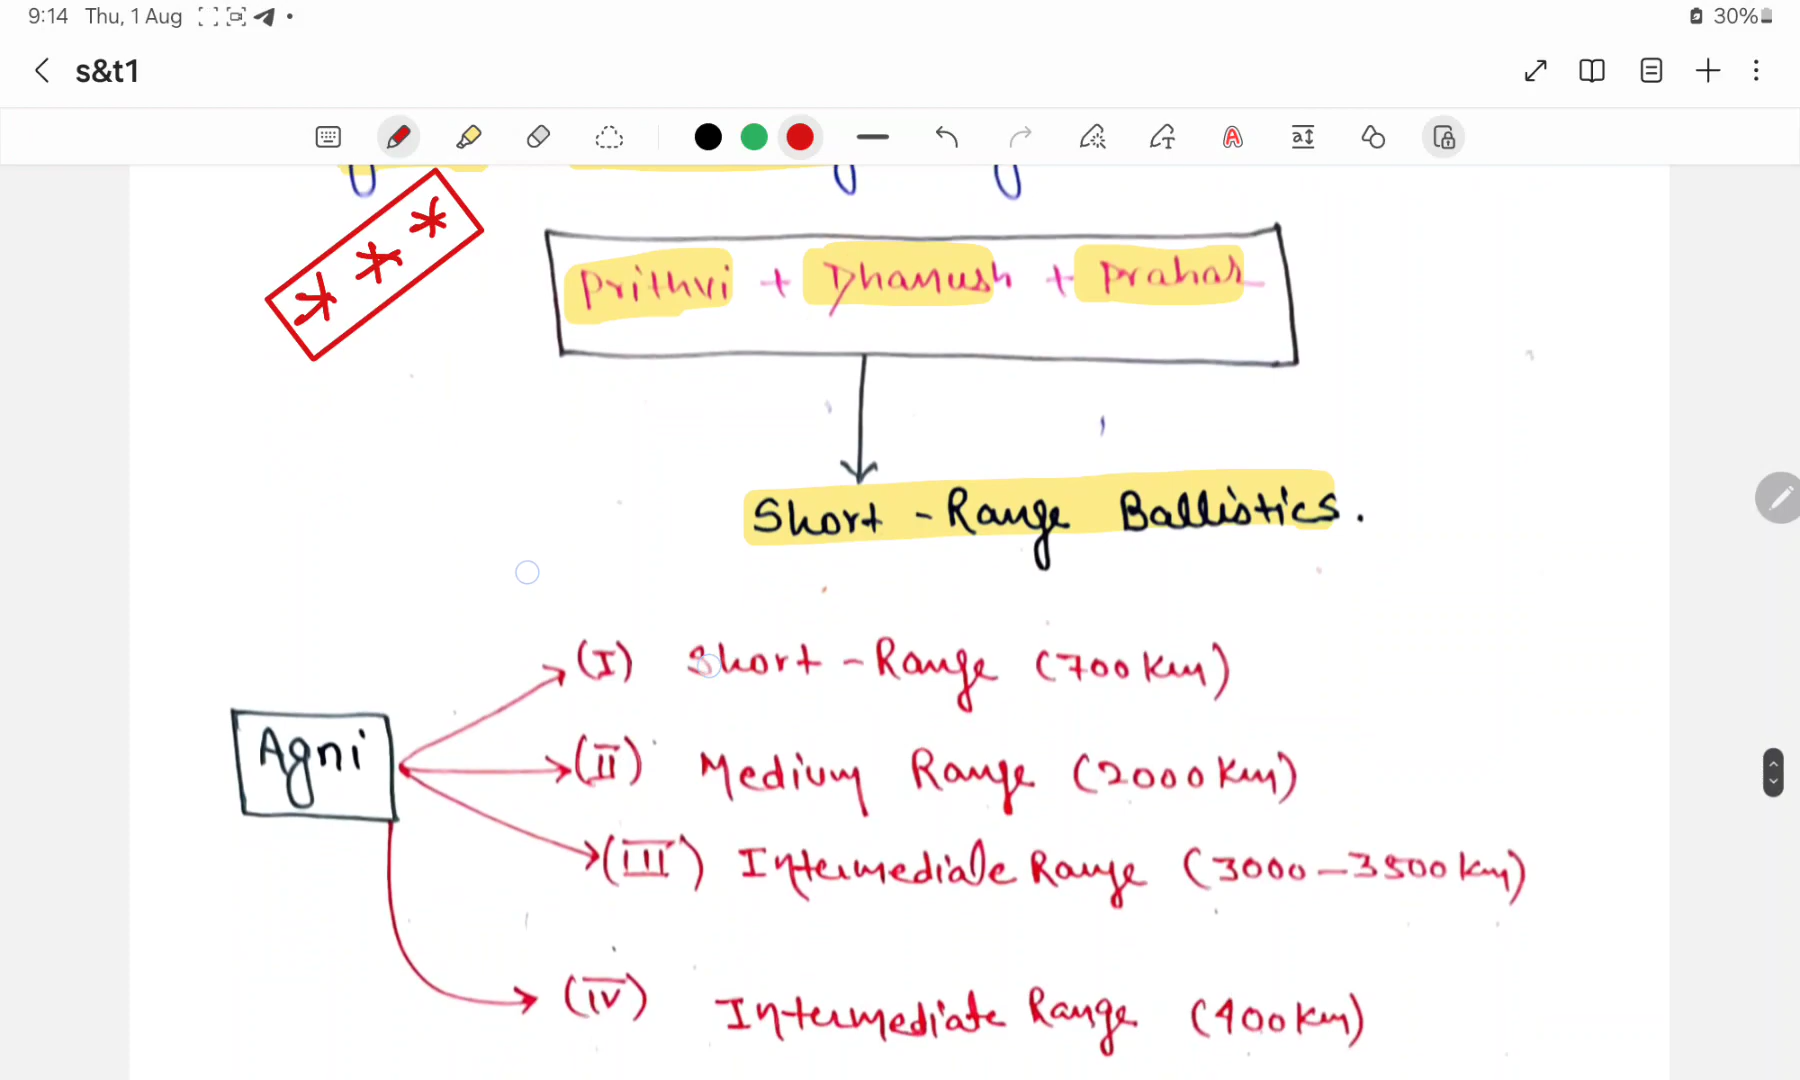 9:14 Thu, 1 Aug 30%
s&t1
* * *
Prithvi + Dhanush + Prahar
Short - Range Ballistics.
Agni
(I) Short - Range (700 Km)
(II) Medium Range (2000 Km)
(III) Intermediate Range (3000 - 3500 Km)
(IV) Intermediate Range (400 Km)